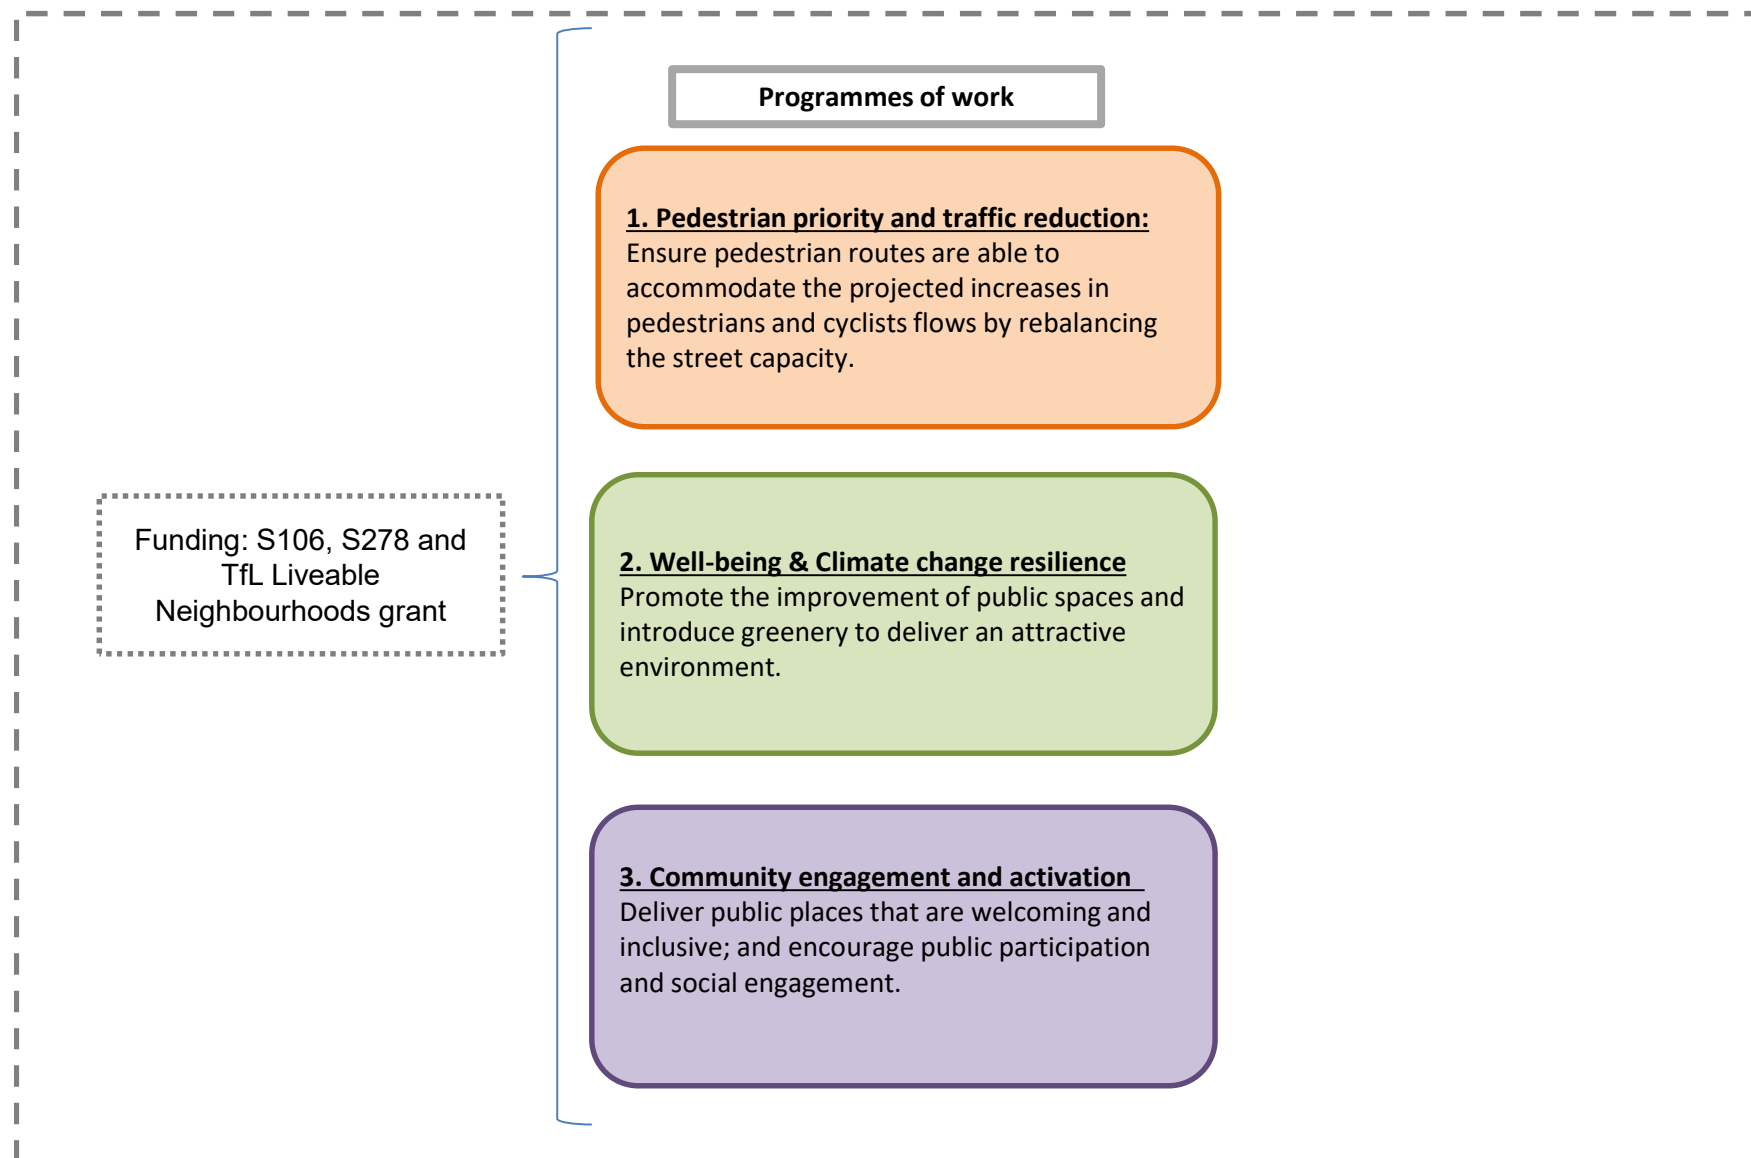 Programmes of work
1. Pedestrian priority and traffic reduction:
Ensure pedestrian routes are able to
accommodate the projected increases in
pedestrians and cyclists flows by rebalancing
the street capacity.
Funding: S106, S278 and
TfL Liveable
Neighbourhoods grant
2. Well-being & Climate change resilience
Promote the improvement of public spaces and
introduce greenery to deliver an attractive
environment.
3. Community engagement and activation
Deliver public places that are welcoming and
inclusive; and encourage public participation
and social engagement.